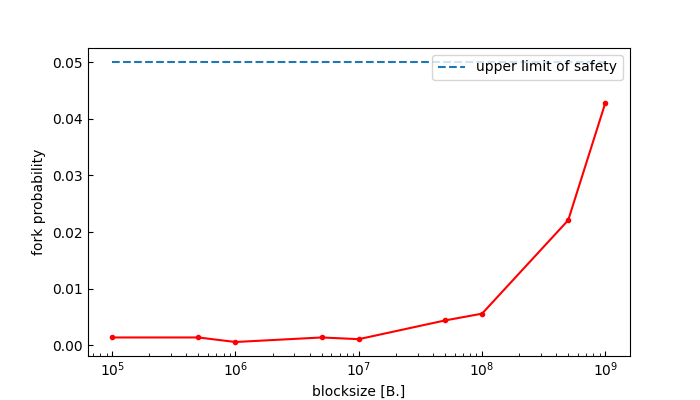 upper limit of safety
0.05
0.04
0.03
0.02
0.01
0.00
fork probability
10⁵ 10⁶ 10⁷ 10⁸ 10⁹
blocksize [B.]